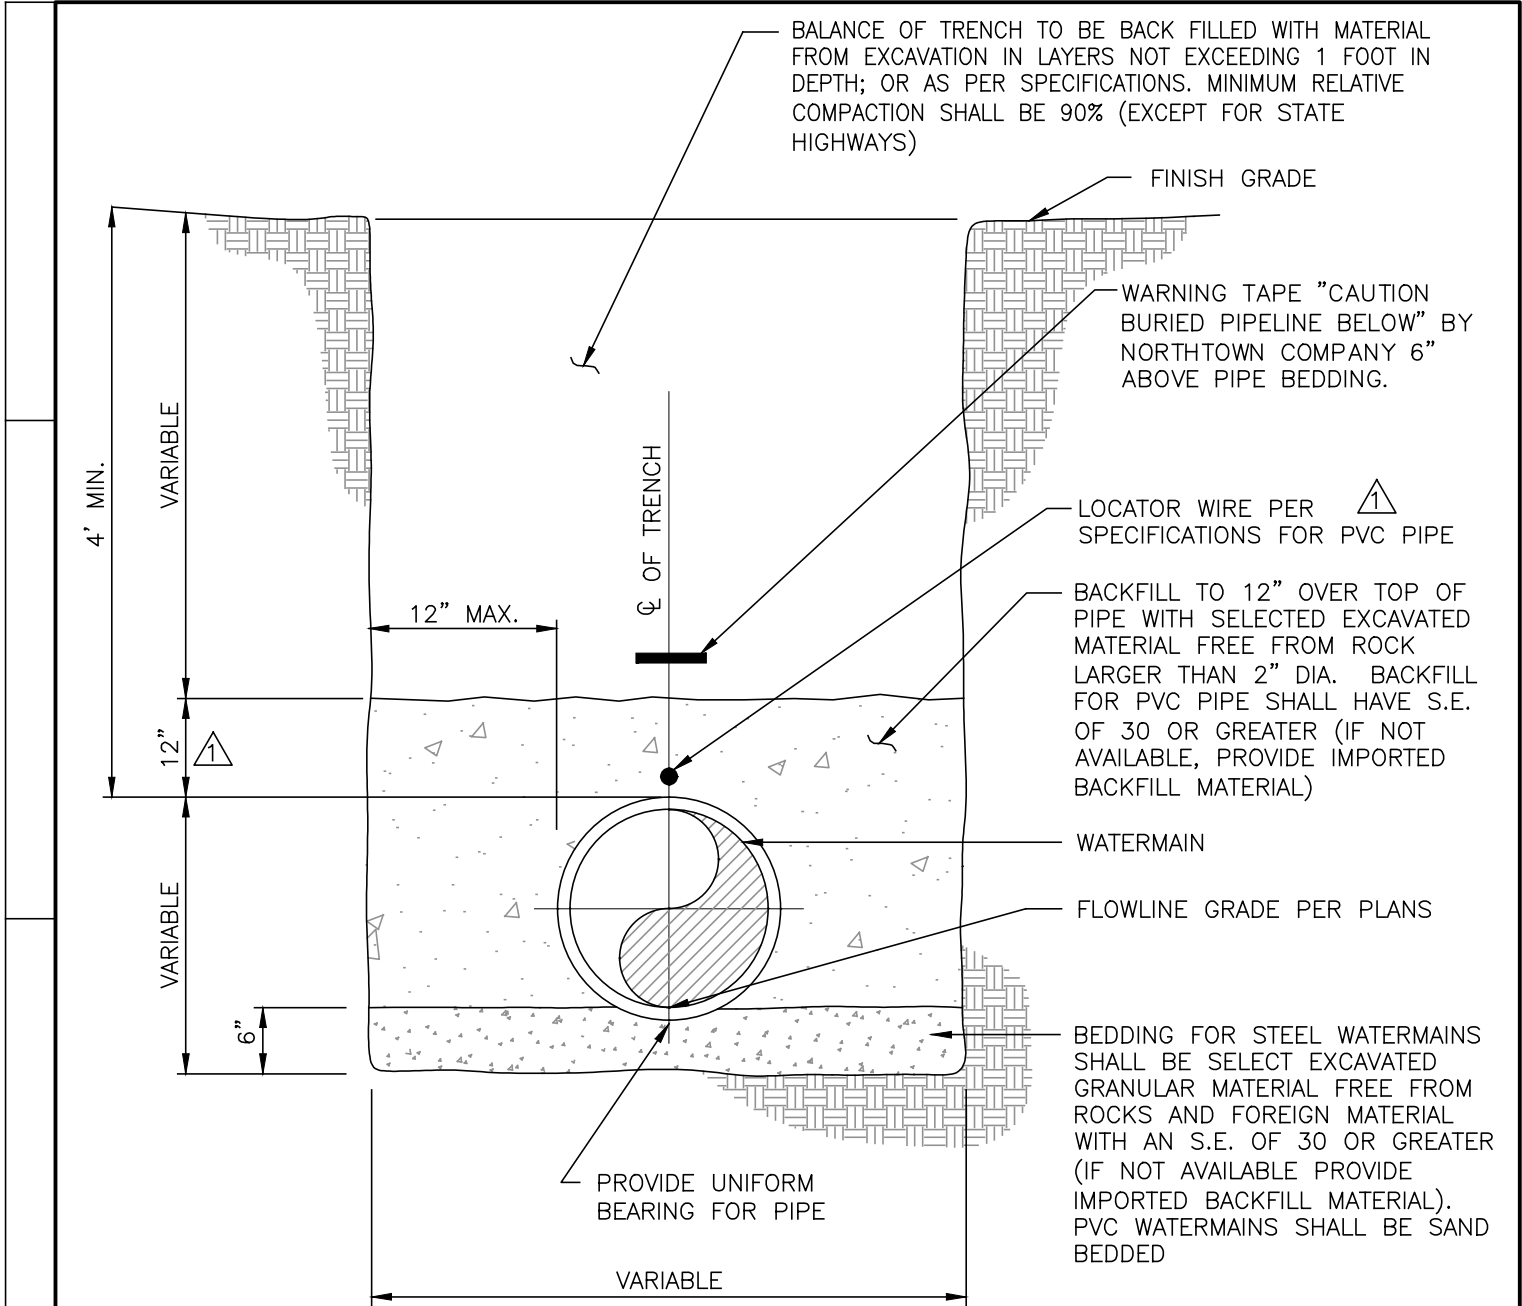 BALANCE OF TRENCH TO BE BACK FILLED WITH MATERIAL
FROM EXCAVATION IN LAYERS NOT EXCEEDING 1 FOOT IN
DEPTH; OR AS PER SPECIFICATIONS. MINIMUM RELATIVE
COMPACTION SHALL BE 90% (EXCEPT FOR STATE
HIGHWAYS)
FINISH GRADE
WARNING TAPE "CAUTION
BURIED PIPELINE BELOW" BY
NORTHTOWN COMPANY 6"
ABOVE PIPE BEDDING.
4' MIN.
VARIABLE
℄ OF TRENCH
LOCATOR WIRE PER 1
SPECIFICATIONS FOR PVC PIPE
12" MAX.
BACKFILL TO 12" OVER TOP OF
PIPE WITH SELECTED EXCAVATED
MATERIAL FREE FROM ROCK
LARGER THAN 2" DIA. BACKFILL
FOR PVC PIPE SHALL HAVE S.E.
OF 30 OR GREATER (IF NOT
AVAILABLE, PROVIDE IMPORTED
BACKFILL MATERIAL)
12" 1
WATERMAIN
VARIABLE
FLOWLINE GRADE PER PLANS
6"
BEDDING FOR STEEL WATERMAINS
SHALL BE SELECT EXCAVATED
GRANULAR MATERIAL FREE FROM
ROCKS AND FOREIGN MATERIAL
WITH AN S.E. OF 30 OR GREATER
(IF NOT AVAILABLE PROVIDE
IMPORTED BACKFILL MATERIAL).
PVC WATERMAINS SHALL BE SAND
BEDDED
PROVIDE UNIFORM
BEARING FOR PIPE
VARIABLE